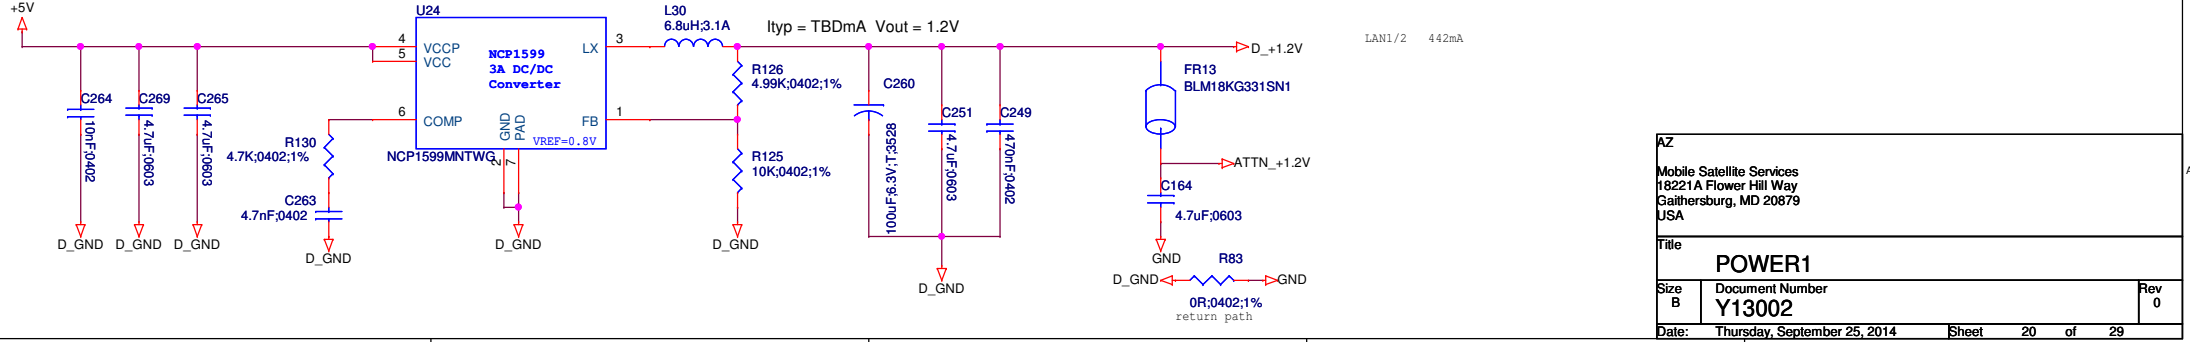 +5V
U24
L30
6.8uH;3.1A
Ityp = TBDmA Vout = 1.2V
LAN1/2 442mA
4
VCCP
5
VCC
NCP1599
3A DC/DC
Converter
LX
3
D_+1.2V
R126
4.99K;0402;1%
C260
FR13
BLM18KG331SN1
C264
10nF;0402
C269
4.7uF;0603
C265
4.7uF;0603
6
COMP
GND
PAD
FB
1
VREF=0.8V
NCP1599MNTWG
2
7
R130
4.7K;0402;1%
C263
4.7nF;0402
R125
10K;0402;1%
100uF;6.3V;T;3528
C251
4.7uF;0603
C249
470nF;0402
ATTN_+1.2V
C164
4.7uF;0603
D_GND
D_GND
D_GND
D_GND
D_GND
D_GND
D_GND
GND
R83
D_GND
GND
0R;0402;1%
return path
AZ
Mobile Satellite Services
18221A Flower Hill Way
Gaithersburg, MD 20879
USA
Title
POWER1
Size
B
Document Number
Y13002
Rev
0
Date: Thursday, September 25, 2014 Sheet 20 of 29